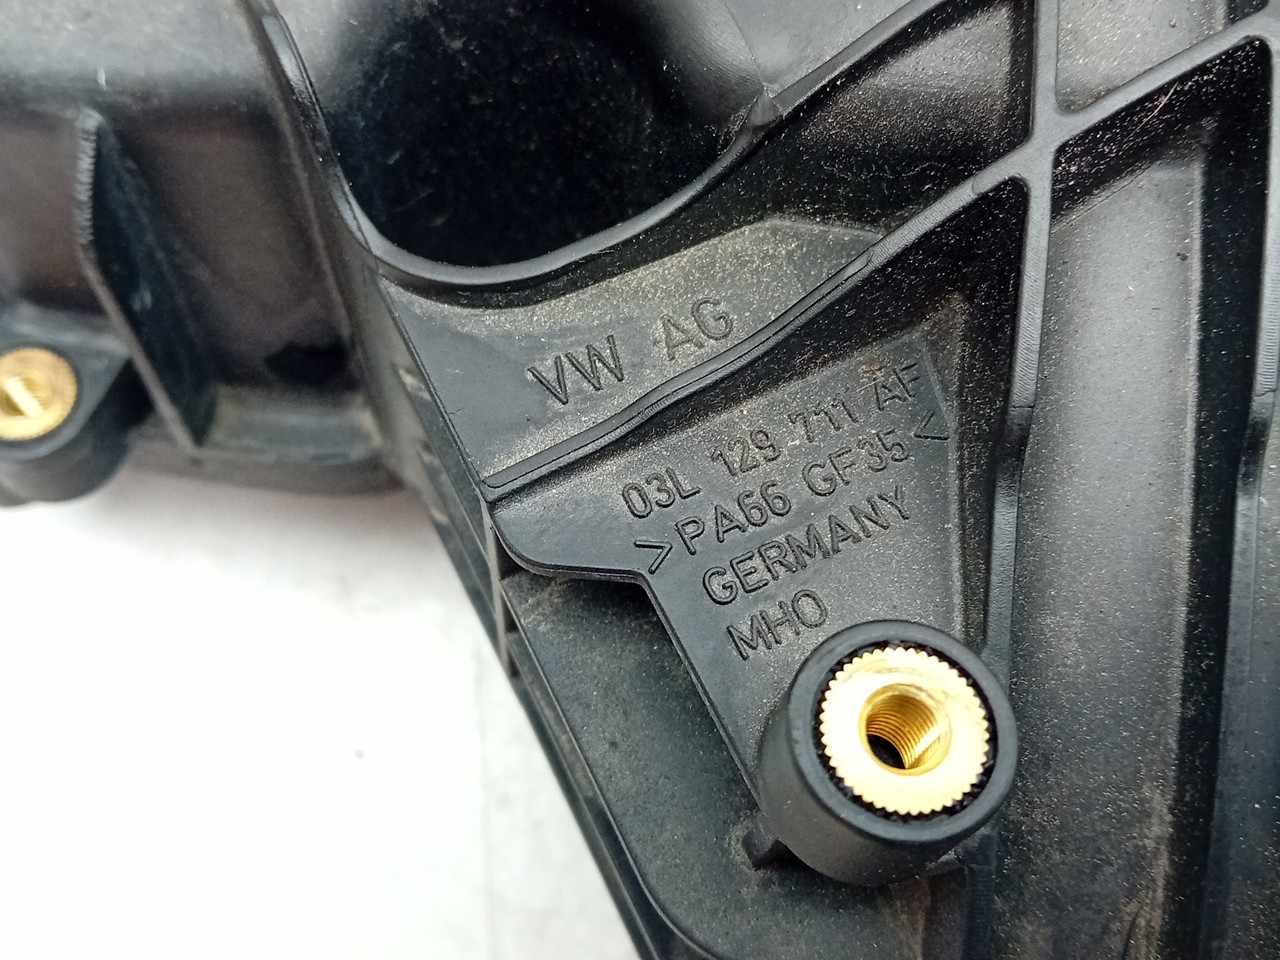 VW AG
03L 129 711 AF
>PA66 GF35<
GERMANY
MHO